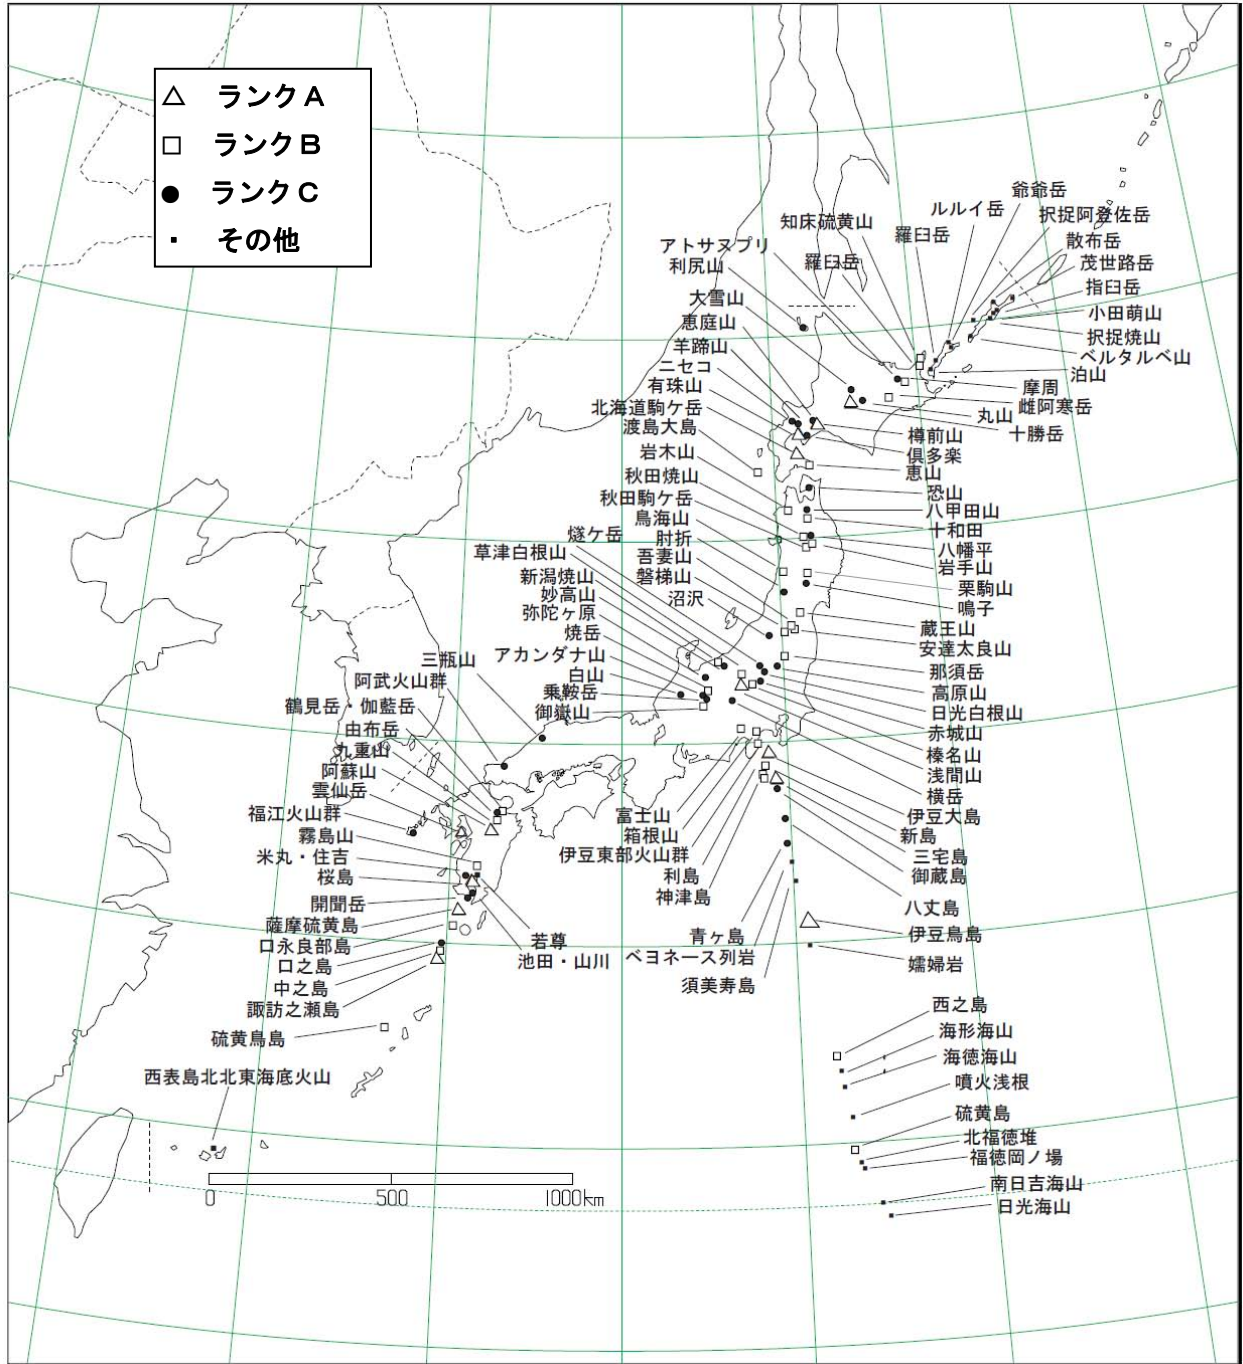 ランクA
ランクB
ランクC
その他
爺爺岳
ルルイ岳
択捉阿登佐岳
知床硫黄山
羅臼岳
散布岳
アトサヌプリ
羅臼岳
茂世路岳
利尻山
指臼岳
大雪山
小田萌山
恵庭山
択捉焼山
羊蹄山
ベルタルベ山
ニセコ
泊山
有珠山
摩周
北海道駒ケ岳
雌阿寒岳
丸山
渡島大島
十勝岳
樽前山
岩木山
倶多楽
恵山
秋田焼山
恐山
秋田駒ケ岳
八甲田山
鳥海山
十和田
燧ケ岳
肘折
八幡平
草津白根山
吾妻山
岩手山
新潟焼山
磐梯山
栗駒山
妙高山
沼沢
鳴子
弥陀ヶ原
蔵王山
焼岳
安達太良山
アカンダナ山
三瓶山
那須岳
白山
阿武火山群
高原山
乗鞍岳
鶴見岳・伽藍岳
御嶽山
日光白根山
由布岳
赤城山
九重山
榛名山
阿蘇山
浅間山
雲仙岳
横岳
福江火山群
富士山
伊豆大島
霧島山
箱根山
新島
米丸・住吉
伊豆東部火山群
三宅島
桜島
利島
御蔵島
開聞岳
神津島
八丈島
薩摩硫黄島
青ヶ島
伊豆鳥島
口永良部島
若尊
ベヨネース列岩
口之島
池田・山川
孀婦岩
中之島
須美寿島
諏訪之瀬島
西之島
硫黄鳥島
海形海山
海徳海山
西表島北北東海底火山
噴火浅根
硫黄島
北福徳堆
福徳岡ノ場
南日吉海山
0 500 1000km
日光海山